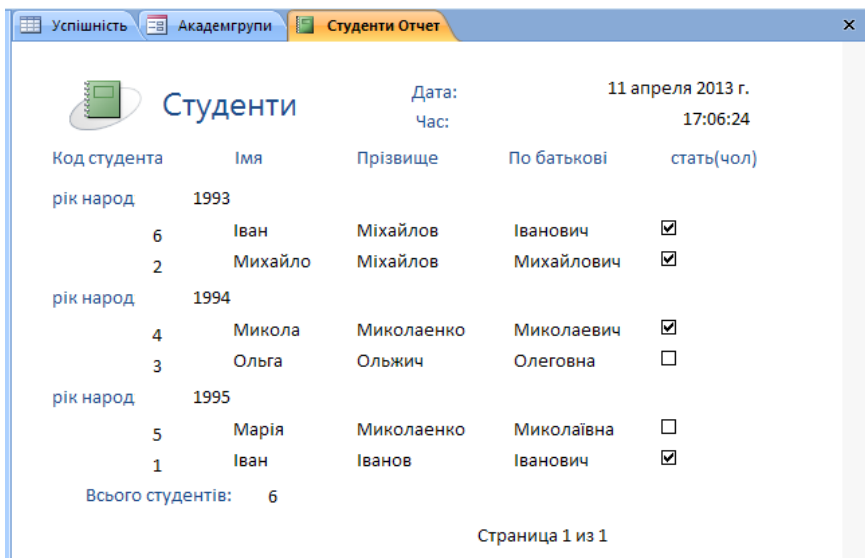 Успішність Академгрупи Студенти Отчет
Студенти Дата: 11 апреля 2013 г.
Час: 17:06:24
Код студента Імя Прізвище По батькові стать(чол)
рік народ 1993
6 Іван Міхайлов Іванович
2 Михайло Міхайлов Михайлович
рік народ 1994
4 Микола Миколаенко Миколаевич
3 Ольга Ольжич Олеговна
рік народ 1995
5 Марія Миколаенко Миколаївна
1 Іван Іванов Іванович
Всього студентів: 6
Страница 1 из 1